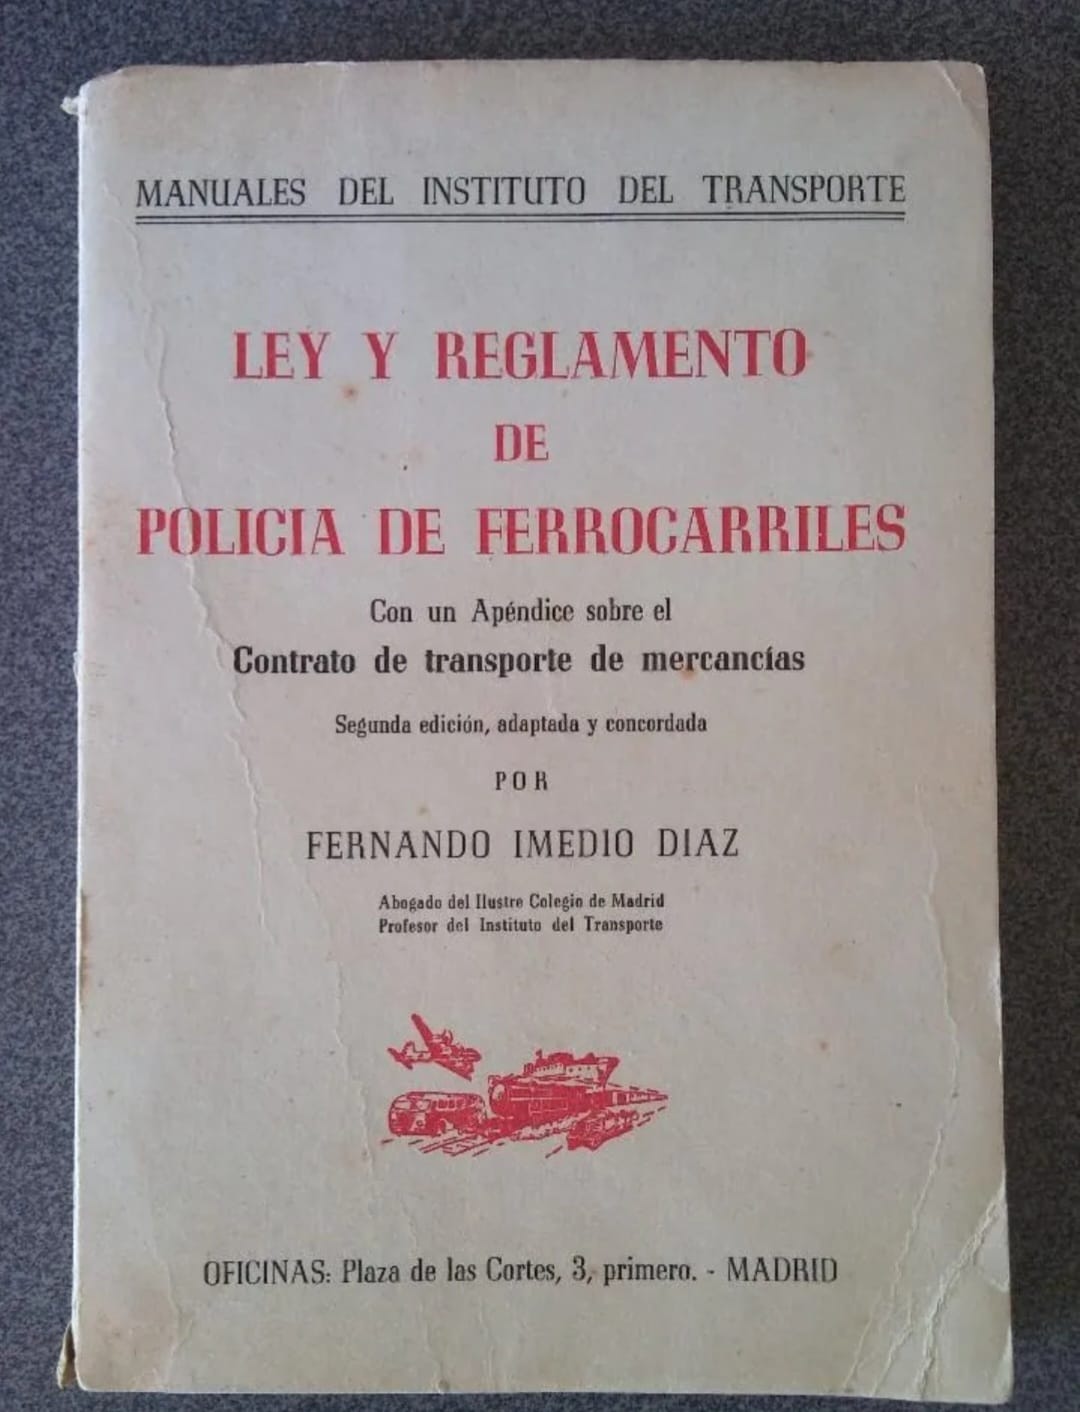 MANUALES DEL INSTITUTO DEL TRANSPORTE
LEY Y REGLAMENTO
DE
POLICIA DE FERROCARRILES
Con un Apéndice sobre el
Contrato de transporte de mercancías
Segunda edición, adaptada y concordada
POR
FERNANDO IMEDIO DIAZ
Abogado del Ilustre Colegio de Madrid
Profesor del Instituto del Transporte
OFICINAS: Plaza de las Cortes, 3, primero. - MADRID